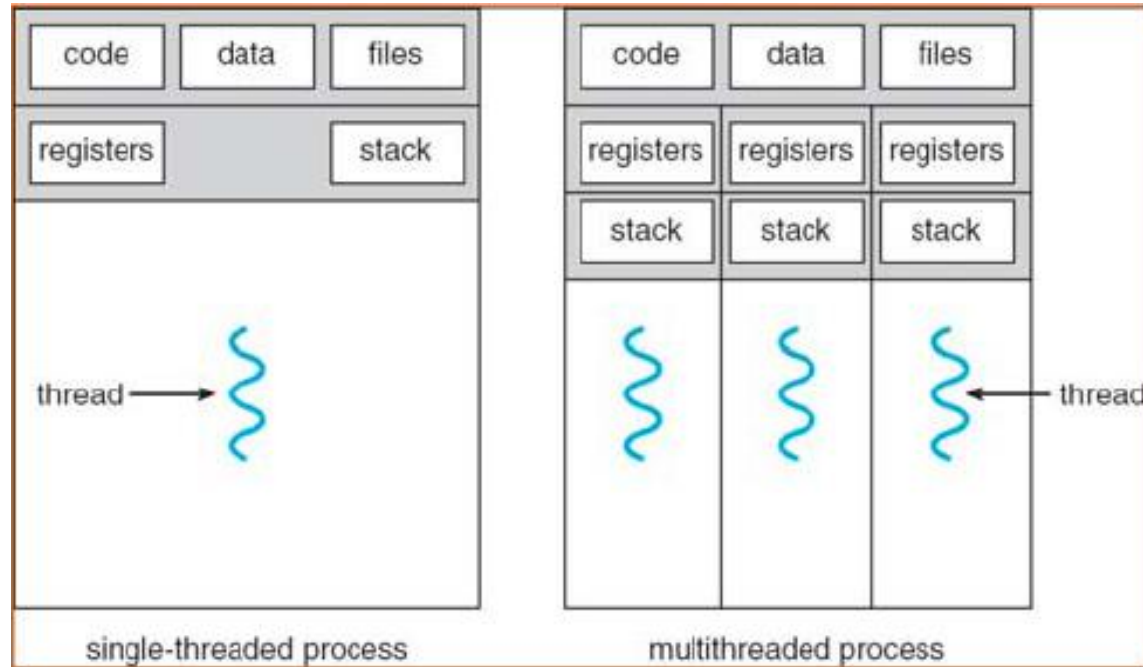 code data files
registers stack
thread
single-threaded process
code data files
registers registers registers
stack stack stack
thread
multithreaded process